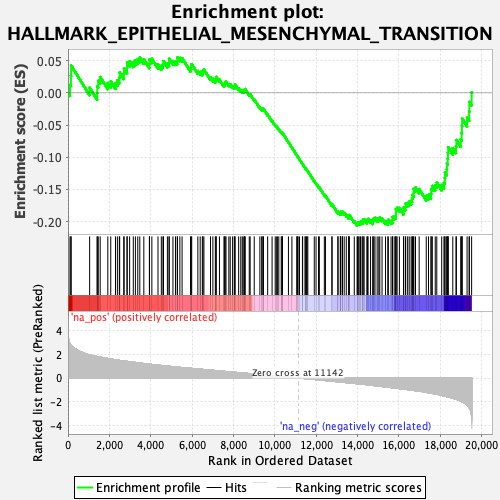 Enrichment plot:
HALLMARK_EPITHELIAL_MESENCHYMAL_TRANSITION
Enrichment score (ES)
0.05
0.00
-0.05
-0.10
-0.15
-0.20
'na_pos' (positively correlated)
Ranked list metric (PreRanked)
4
2
0
-2
-4
Zero cross at 11142
'na_neg' (negatively correlated)
0
2,000
4,000
6,000
8,000
10,000
12,000
14,000
16,000
18,000
20,000
Rank in Ordered Dataset
Enrichment profile
Hits
Ranking metric scores